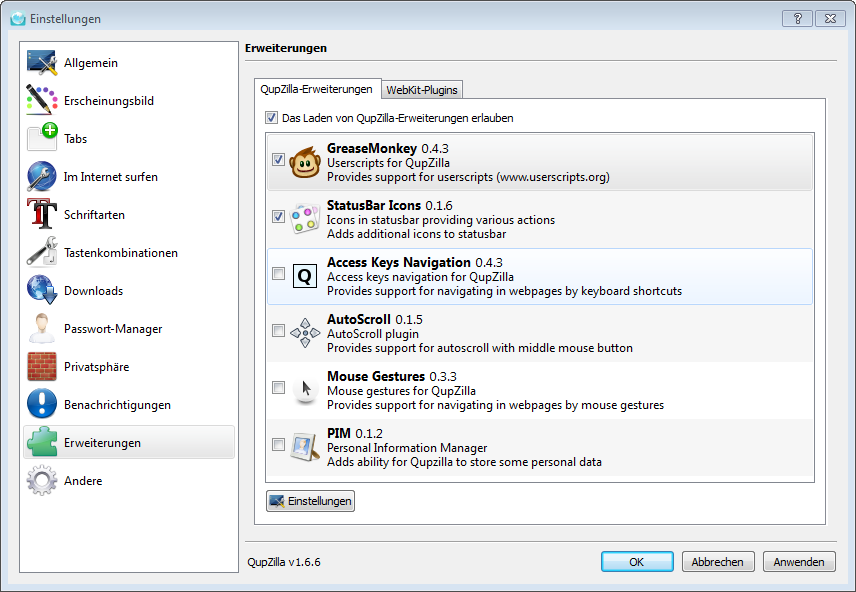 Einstellungen
Allgemein
Erscheinungsbild
Tabs
Im Internet surfen
Schriftarten
Tastenkombinationen
Downloads
Passwort-Manager
Privatsphäre
Benachrichtigungen
Erweiterungen
Andere
Erweiterungen
QupZilla-Erweiterungen WebKit-Plugins
Das Laden von QupZilla-Erweiterungen erlauben
GreaseMonkey 0.4.3
Userscripts for QupZilla
Provides support for userscripts (www.userscripts.org)
StatusBar Icons 0.1.6
Icons in statusbar providing various actions
Adds additional icons to statusbar
Q
Access Keys Navigation 0.4.3
Access keys navigation for QupZilla
Provides support for navigating in webpages by keyboard shortcuts
AutoScroll 0.1.5
AutoScroll plugin
Provides support for autoscroll with middle mouse button
Mouse Gestures 0.3.3
Mouse gestures for QupZilla
Provides support for navigating in webpages by mouse gestures
PIM 0.1.2
Personal Information Manager
Adds ability for Qupzilla to store some personal data
Einstellungen
QupZilla v1.6.6
OK Abbrechen Anwenden